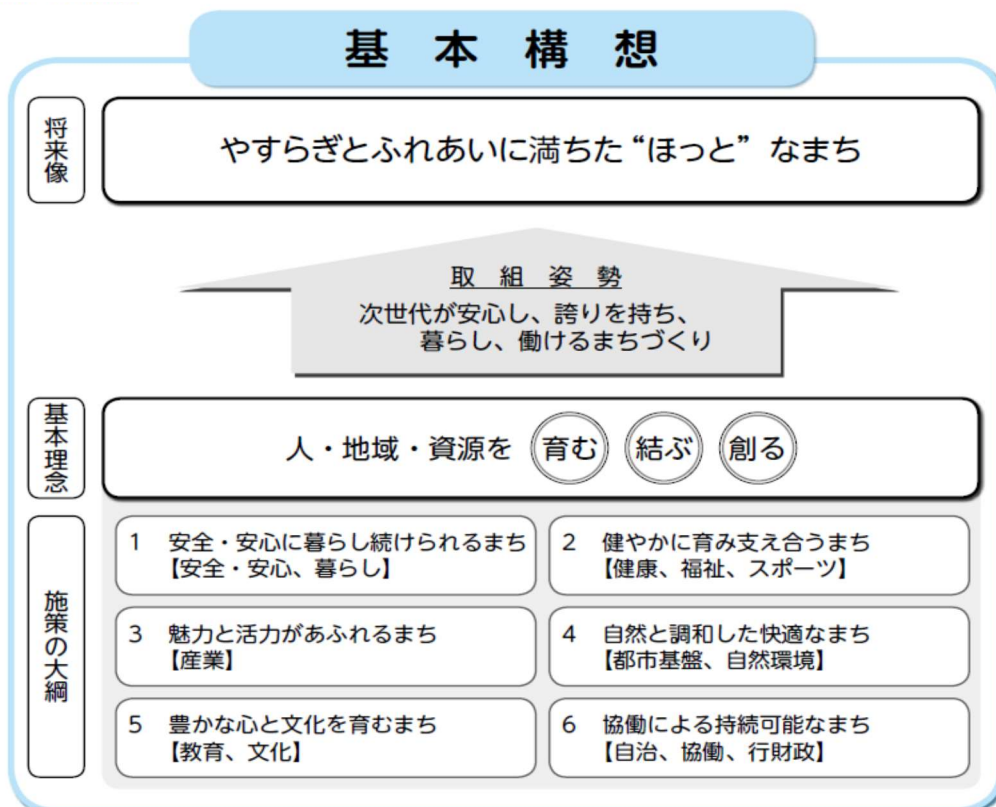 基本構想
将来像
やすらぎとふれあいに満ちた“ほっと”なまち
取組姿勢
次世代が安心し、誇りを持ち、
暮らし、働けるまちづくり
基本理念
人・地域・資源を 育む 結ぶ 創る
施策の大綱
1 安全・安心に暮らし続けられるまち
【安全・安心、暮らし】
2 健やかに育み支え合うまち
【健康、福祉、スポーツ】
3 魅力と活力があふれるまち
【産業】
4 自然と調和した快適なまち
【都市基盤、自然環境】
5 豊かな心と文化を育むまち
【教育、文化】
6 協働による持続可能なまち
【自治、協働、行財政】